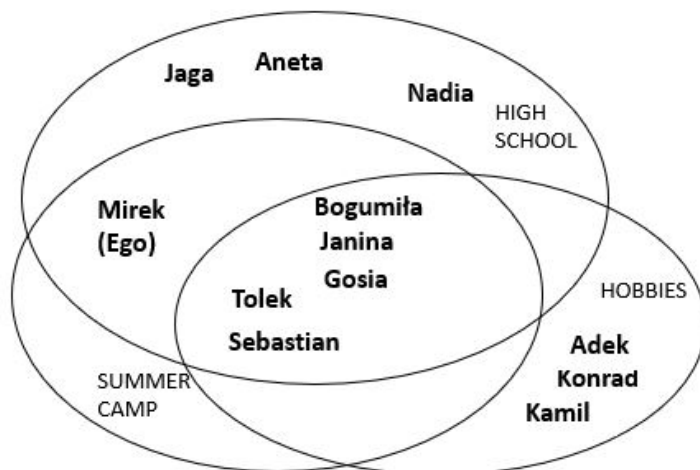 Jaga
Aneta
Nadia
HIGH
SCHOOL
Mirek
(Ego)
Bogumiła
Janina
Gosia
Tolek
Sebastian
HOBBIES
Adek
Konrad
Kamil
SUMMER
CAMP